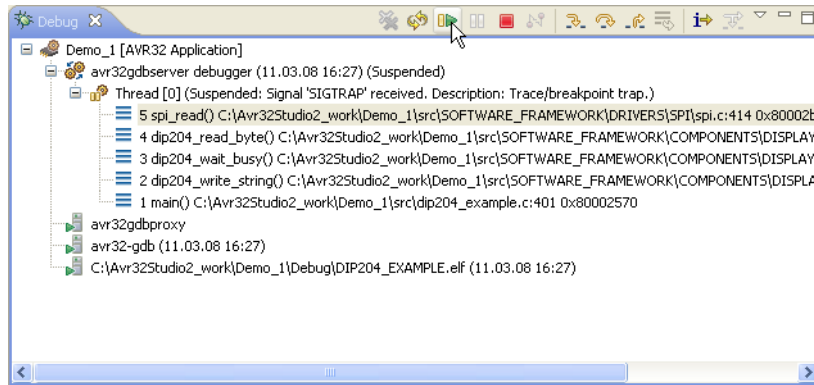 Debug
Demo_1 [AVR32 Application]
avr32gdbserver debugger (11.03.08 16:27) (Suspended)
Thread [0] (Suspended: Signal 'SIGTRAP' received. Description: Trace/breakpoint trap.)
5 spi_read() C:\Avr32Studio2_work\Demo_1\src\SOFTWARE_FRAMEWORK\DRIVERS\SPI\spi.c:414 0x80002b
4 dip204_read_byte() C:\Avr32Studio2_work\Demo_1\src\SOFTWARE_FRAMEWORK\COMPONENTS\DISPLAY
3 dip204_wait_busy() C:\Avr32Studio2_work\Demo_1\src\SOFTWARE_FRAMEWORK\COMPONENTS\DISPLAY
2 dip204_write_string() C:\Avr32Studio2_work\Demo_1\src\SOFTWARE_FRAMEWORK\COMPONENTS\DISPLA
1 main() C:\Avr32Studio2_work\Demo_1\src\dip204_example.c:401 0x80002570
avr32gdbproxy
avr32-gdb (11.03.08 16:27)
C:\Avr32Studio2_work\Demo_1\Debug\DIP204_EXAMPLE.elf (11.03.08 16:27)